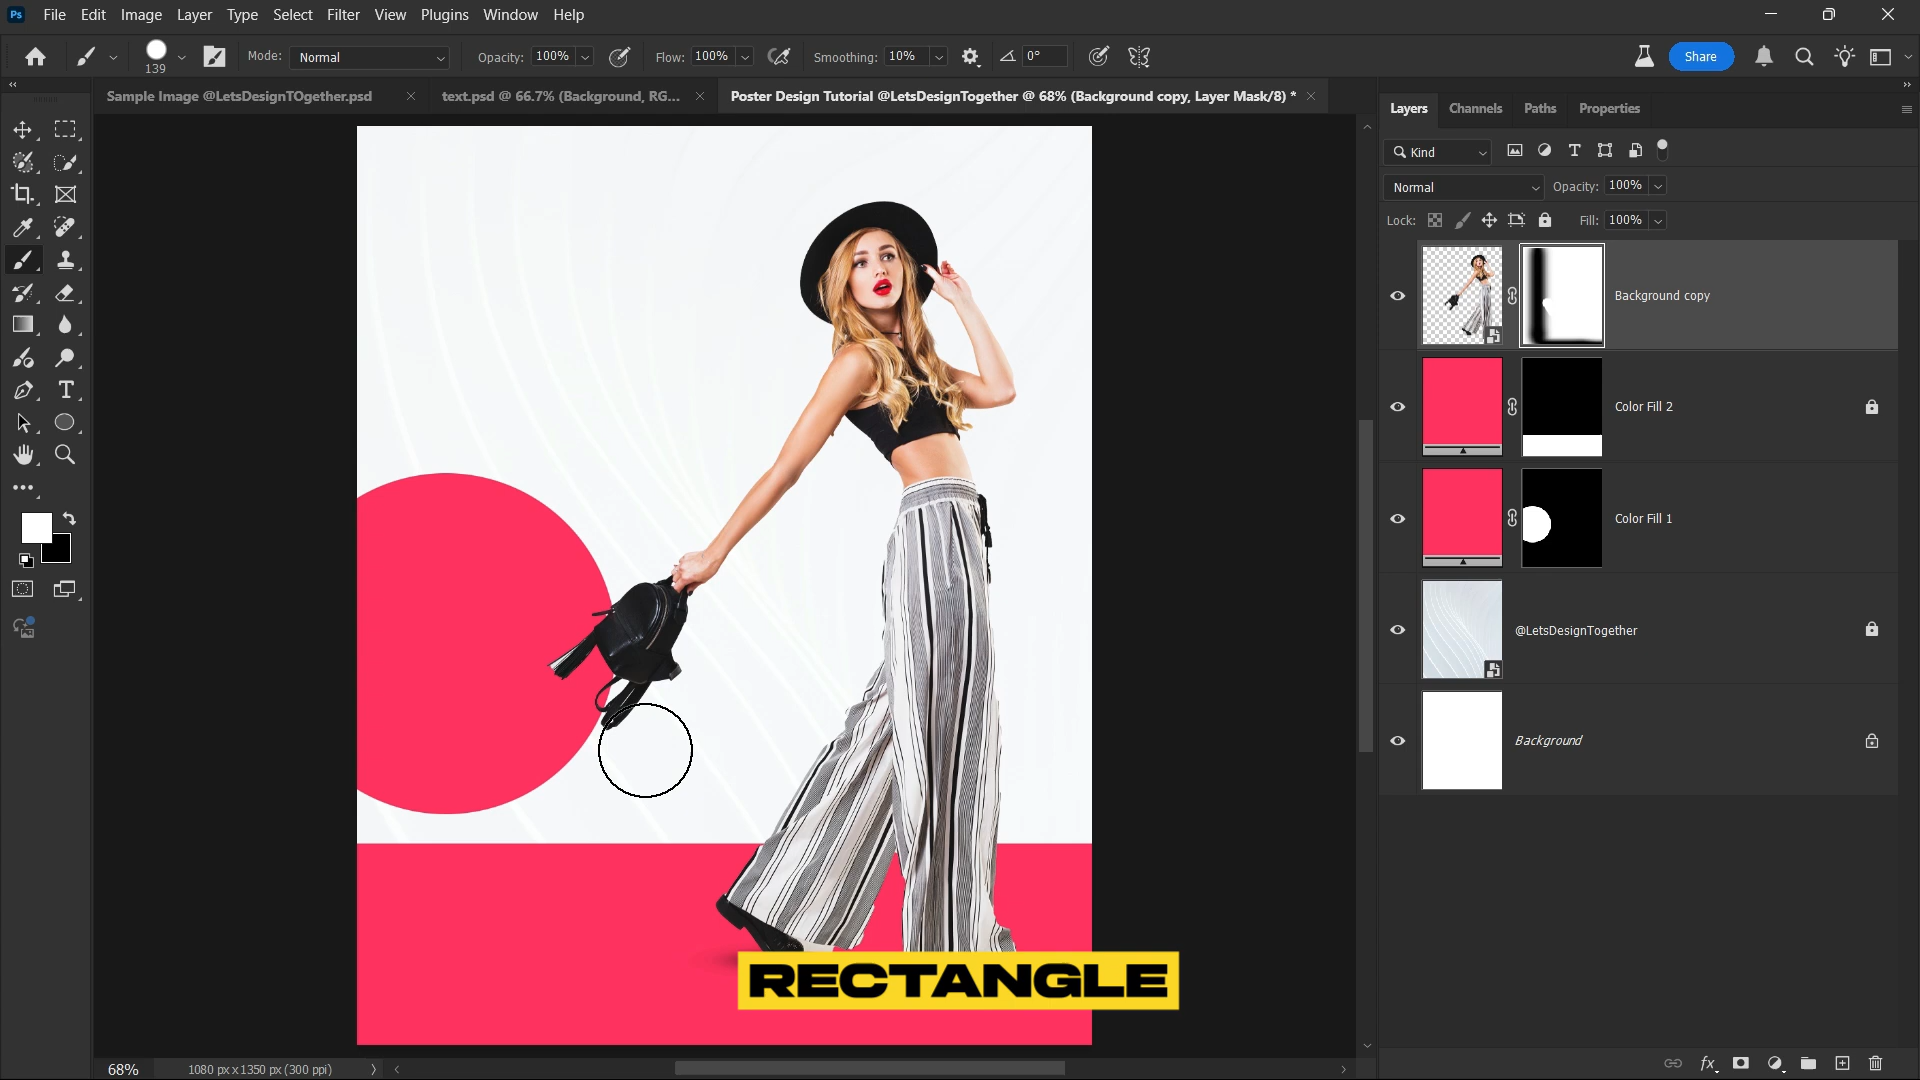 Ps File Edit Image Layer Type Select Filter View Plugins Window Help
139 Mode: Normal Opacity: 100% Flow: 100% Smoothing: 10% 0° Share
Sample Image @LetsDesignTOgether.psd text.psd @ 66.7% (Background, RG... Poster Design Tutorial @LetsDesignTogether @ 68% (Background copy, Layer Mask/8) *
Layers Channels Paths Properties
Kind
Normal Opacity: 100%
Lock: Fill: 100%
Background copy
Color Fill 2
Color Fill 1
@LetsDesignTogether
Background
RECTANGLE
68% 1080 px x 1350 px (300 ppi)
fx